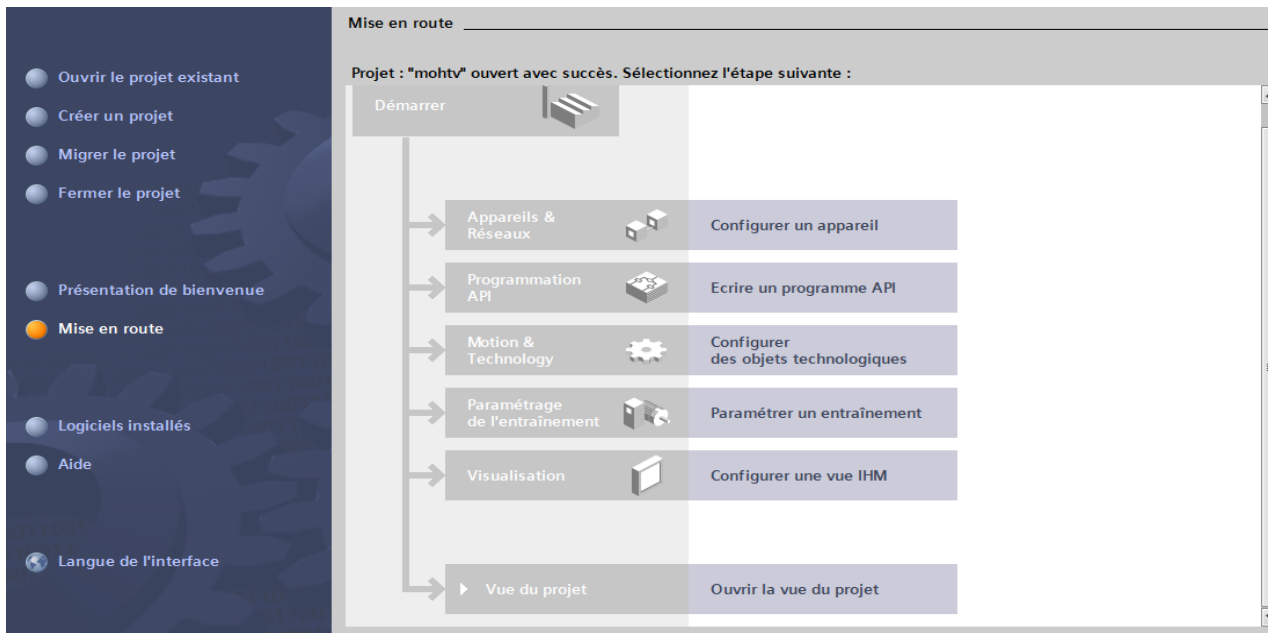 Mise en route
Ouvrir le projet existant
Créer un projet
Migrer le projet
Fermer le projet
Présentation de bienvenue
Mise en route
Logiciels installés
Aide
Langue de l'interface
Projet : "mohtv" ouvert avec succès. Sélectionnez l'étape suivante :
Démarrer
Appareils &
Réseaux
Configurer un appareil
Programmation
API
Ecrire un programme API
Motion &
Technology
Configurer
des objets technologiques
Paramétrage
de l'entraînement
Paramétrer un entraînement
Visualisation
Configurer une vue IHM
Vue du projet
Ouvrir la vue du projet